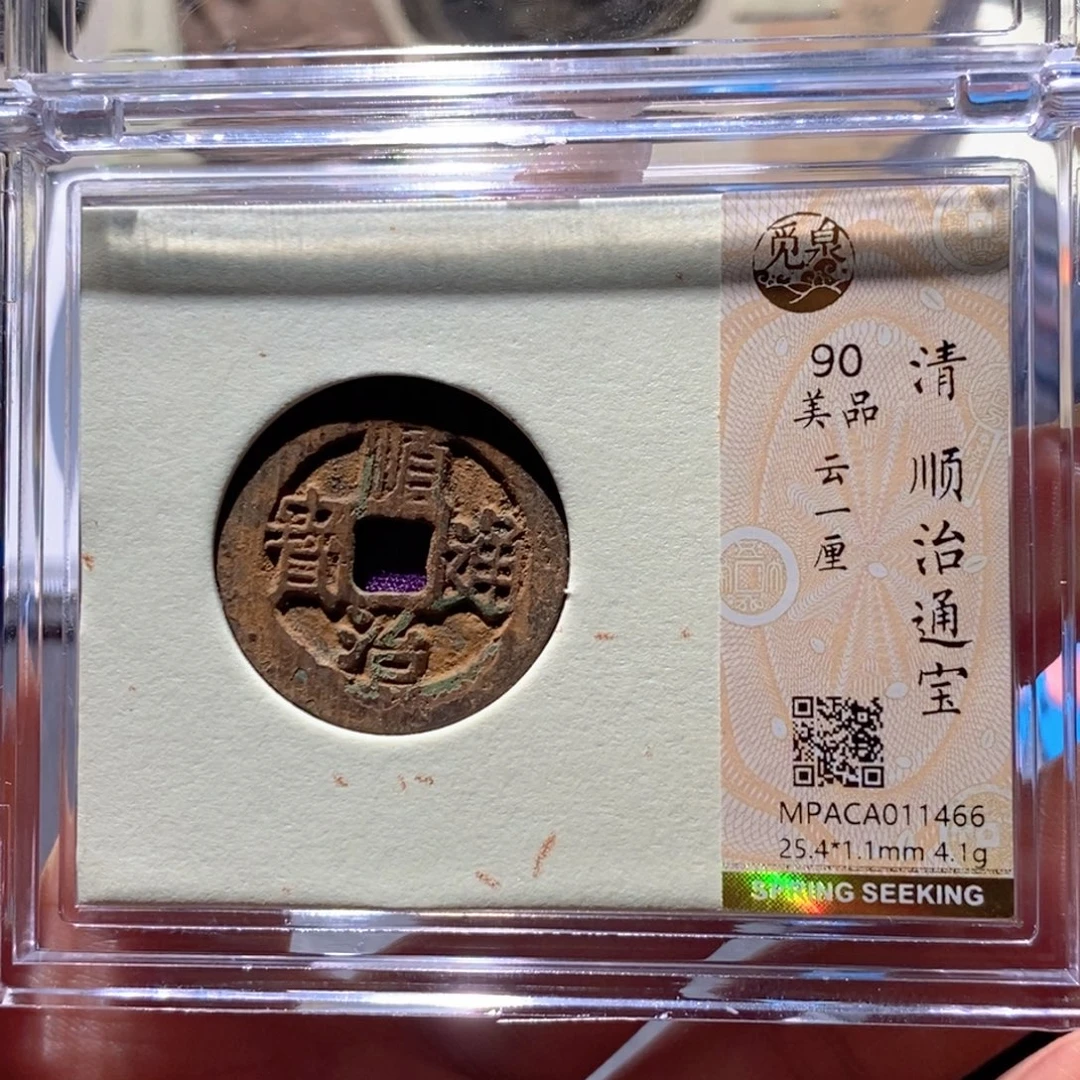 觅泉
90
美品
云一厘
清 顺治通宝
MPACA011466
25.4*1.1mm 4.1g
SPRING SEEKING
順
治
通
寳